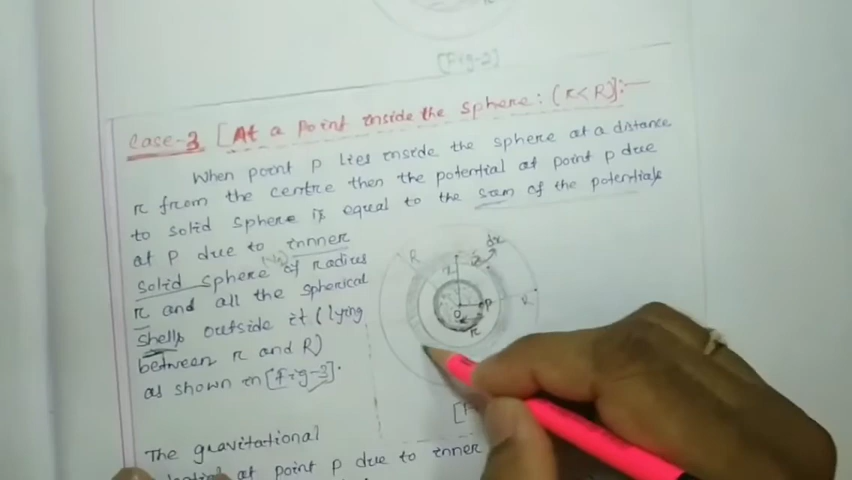 [Fig-2]
Case-3 [At a point inside the sphere: (r<R)]:-
When point P lies inside the sphere at a distance
r from the centre then the potential at point P due
to solid sphere is equal to the sum of the potentials
at P due to innner
(V₁)
solid sphere of radius
r and all the spherical
shells outside it (lying
between r and R)
as shown in [Fig-3].
R
dx
x
P
O
r
R
The gravitational
at point P due to inner